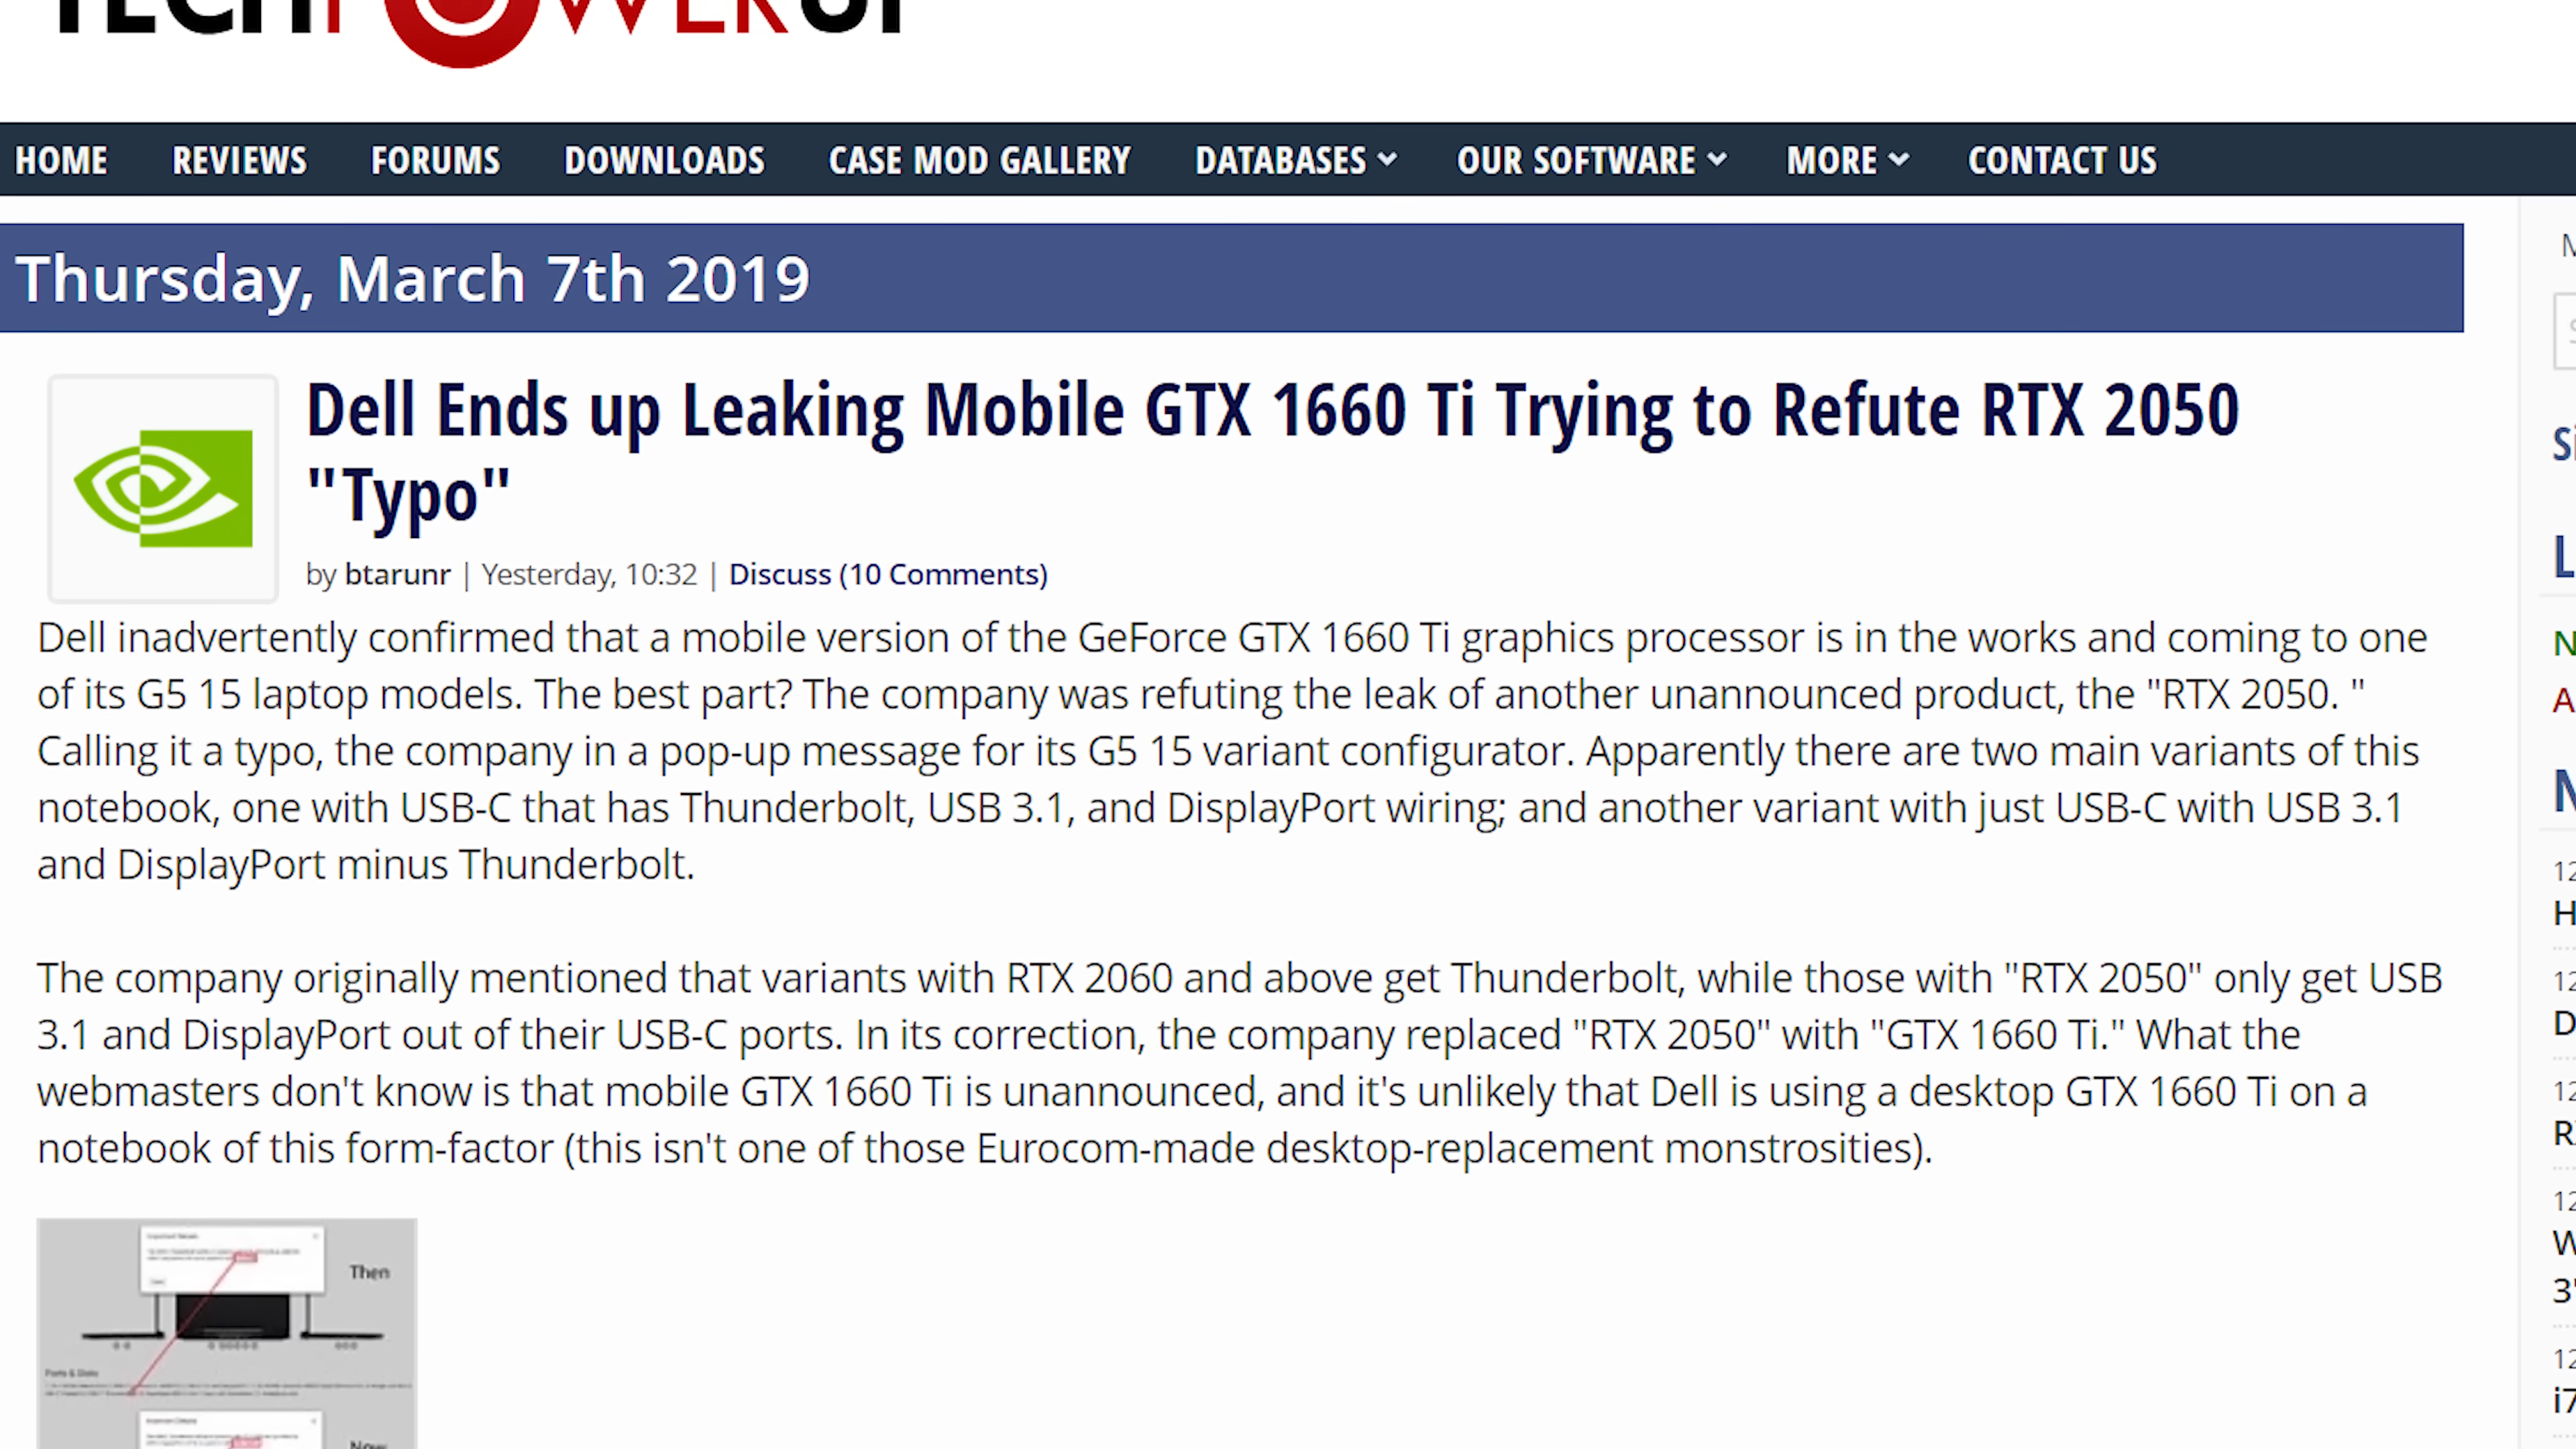 TECHPOWERUP
HOME REVIEWS FORUMS DOWNLOADS CASE MOD GALLERY DATABASES OUR SOFTWARE MORE CONTACT US
Thursday, March 7th 2019
Dell Ends up Leaking Mobile GTX 1660 Ti Trying to Refute RTX 2050
"Typo"
by btarunr | Yesterday, 10:32 | Discuss (10 Comments)
Dell inadvertently confirmed that a mobile version of the GeForce GTX 1660 Ti graphics processor is in the works and coming to one
of its G5 15 laptop models. The best part? The company was refuting the leak of another unannounced product, the "RTX 2050. "
Calling it a typo, the company in a pop-up message for its G5 15 variant configurator. Apparently there are two main variants of this
notebook, one with USB-C that has Thunderbolt, USB 3.1, and DisplayPort wiring; and another variant with just USB-C with USB 3.1
and DisplayPort minus Thunderbolt.
The company originally mentioned that variants with RTX 2060 and above get Thunderbolt, while those with "RTX 2050" only get USB
3.1 and DisplayPort out of their USB-C ports. In its correction, the company replaced "RTX 2050" with "GTX 1660 Ti." What the
webmasters don't know is that mobile GTX 1660 Ti is unannounced, and it's unlikely that Dell is using a desktop GTX 1660 Ti on a
notebook of this form-factor (this isn't one of those Eurocom-made desktop-replacement monstrosities).
Then
Ports & Slots
Now